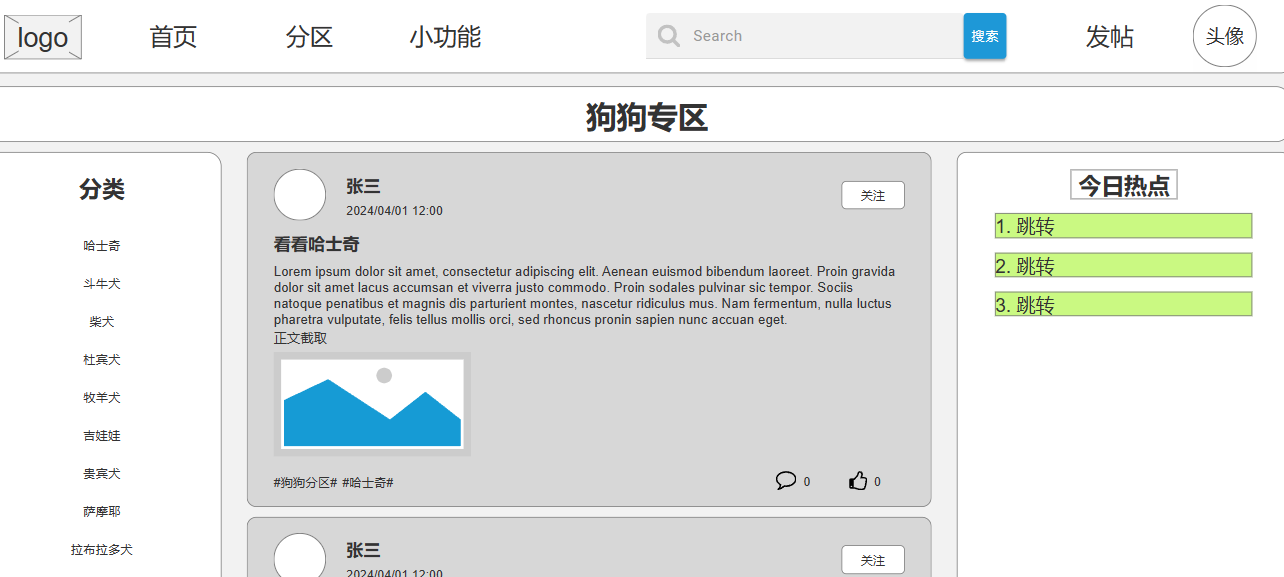 logo 首页 分区 小功能 Search 搜索 发帖 头像
狗狗专区
分类
哈士奇
斗牛犬
柴犬
杜宾犬
牧羊犬
吉娃娃
贵宾犬
萨摩耶
拉布拉多犬
张三
2024/04/01 12:00
关注
看看哈士奇
Lorem ipsum dolor sit amet, consectetur adipiscing elit. Aenean euismod bibendum laoreet. Proin gravida
dolor sit amet lacus accumsan et viverra justo commodo. Proin sodales pulvinar sic tempor. Sociis
natoque penatibus et magnis dis parturient montes, nascetur ridiculus mus. Nam fermentum, nulla luctus
pharetra vulputate, felis tellus mollis orci, sed rhoncus pronin sapien nunc accuan eget.
正文截取
#狗狗分区# #哈士奇# 0 0
张三
2024/04/01 12:00
关注
今日热点
1. 跳转
2. 跳转
3. 跳转